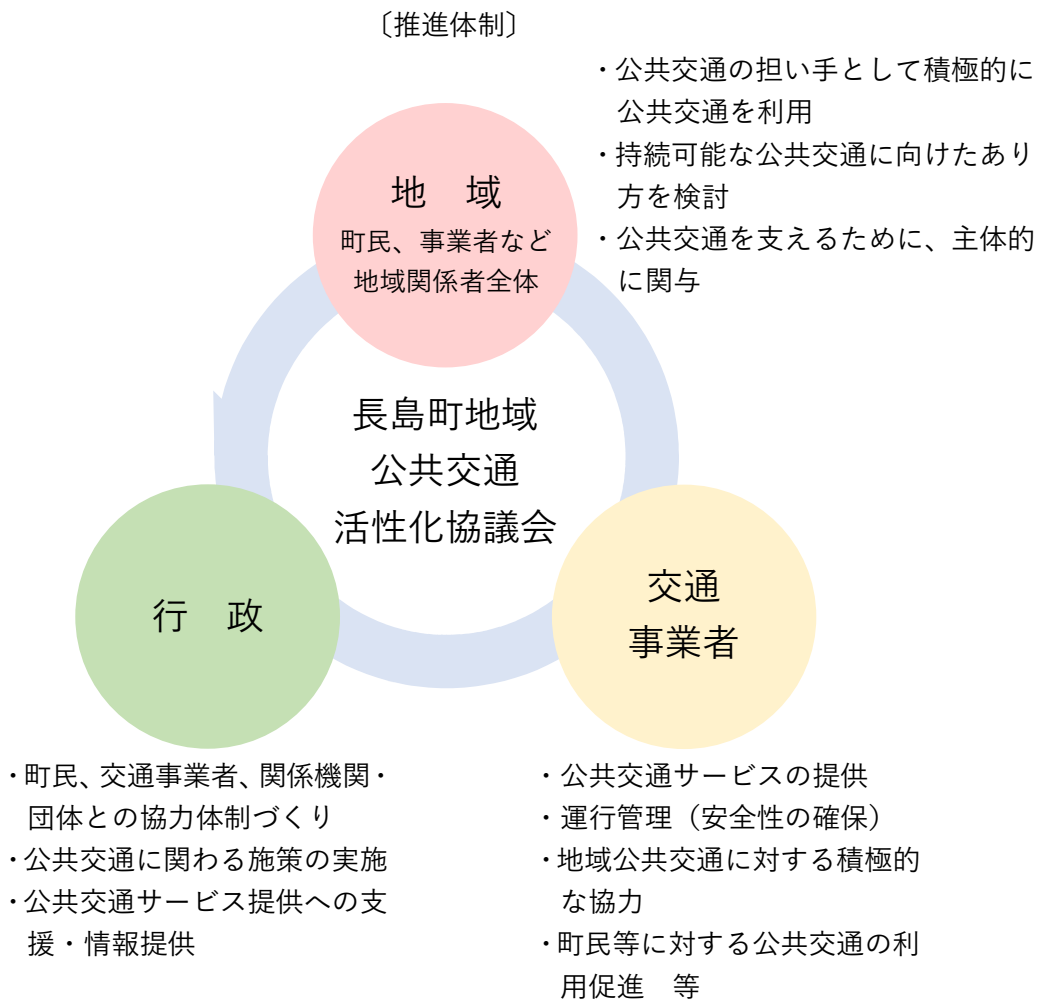 〔推進体制〕
・公共交通の担い手として積極的に
公共交通を利用
・持続可能な公共交通に向けたあり
方を検討
・公共交通を支えるために、主体的
に関与
地　域
町民、事業者など
地域関係者全体
長島町地域
公共交通
活性化協議会
行　政
交通
事業者
・町民、交通事業者、関係機関・
団体との協力体制づくり
・公共交通に関わる施策の実施
・公共交通サービス提供への支
援・情報提供
・公共交通サービスの提供
・運行管理（安全性の確保）
・地域公共交通に対する積極的
な協力
・町民等に対する公共交通の利
用促進　等